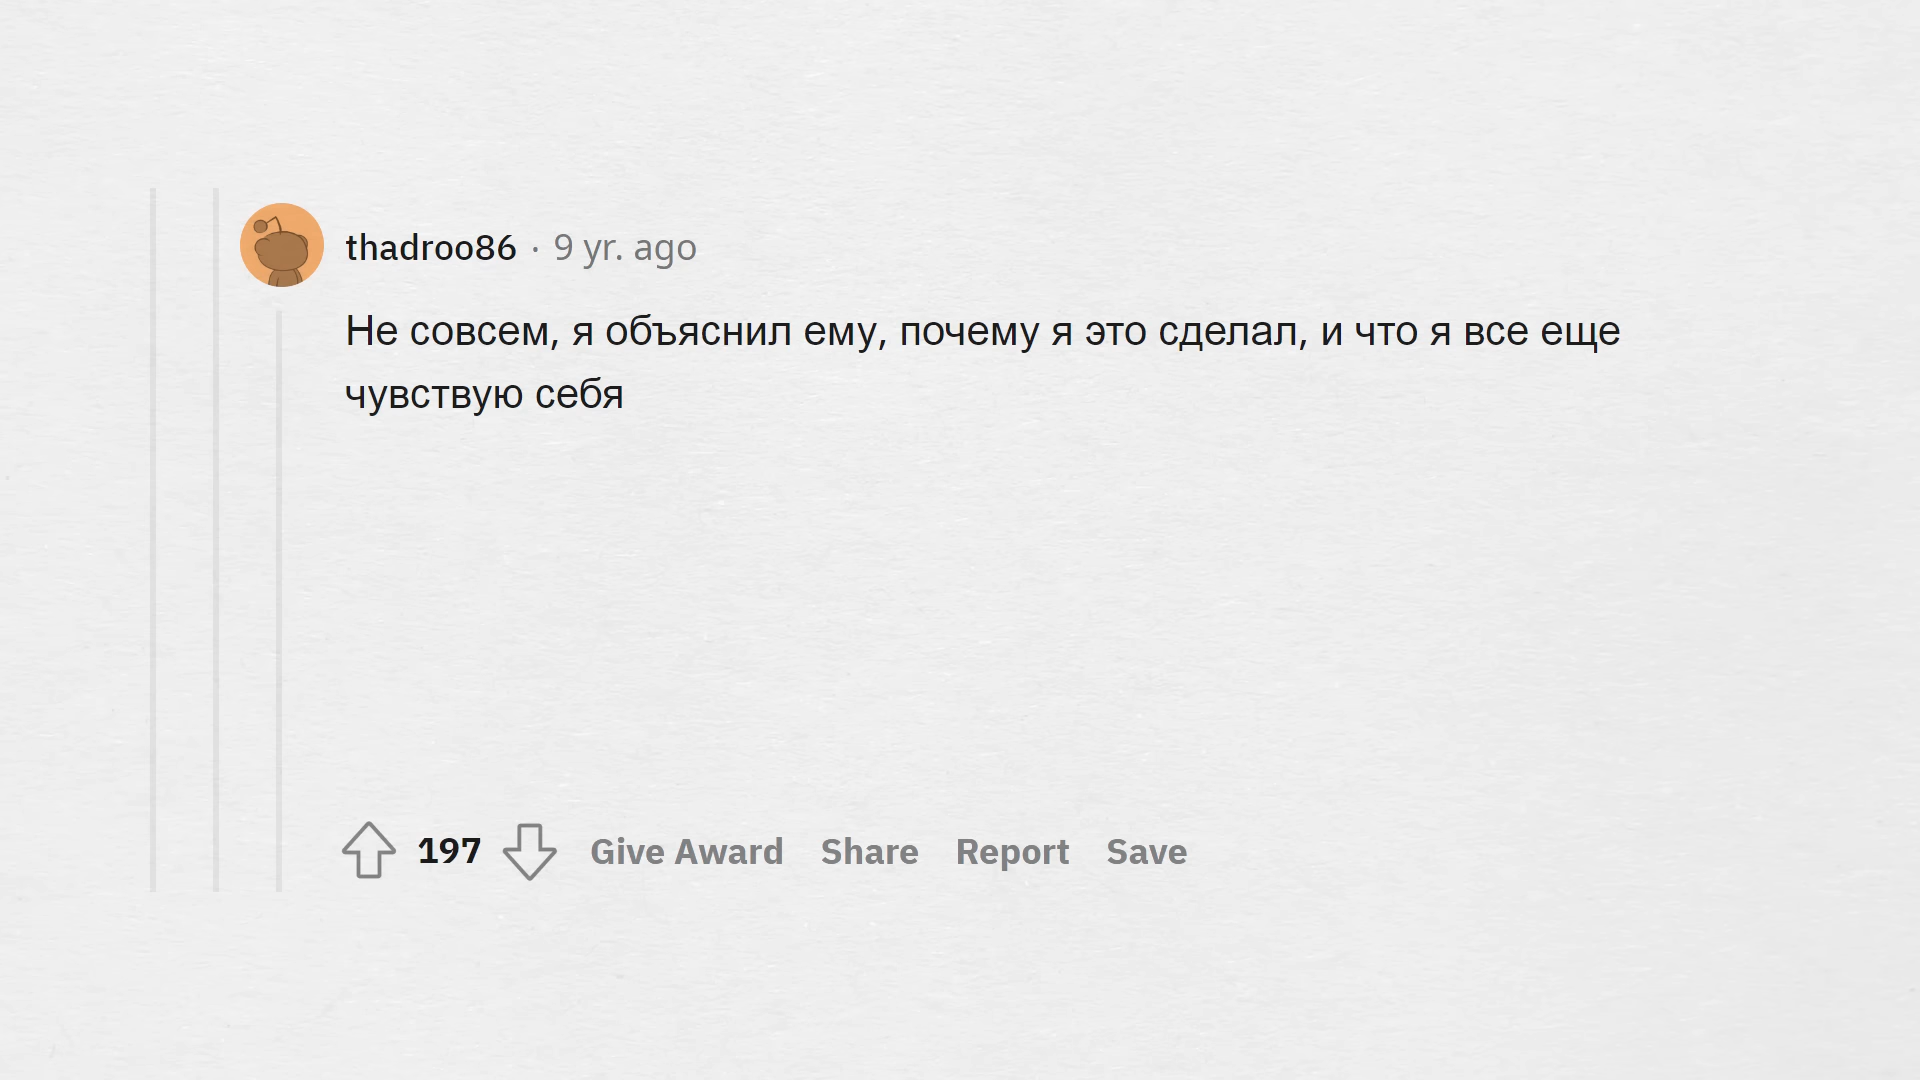 thadroo86 · 9 yr. ago
Не совсем, я объяснил ему, почему я это сделал, и что я все еще
чувствую себя
197 Give Award Share Report Save